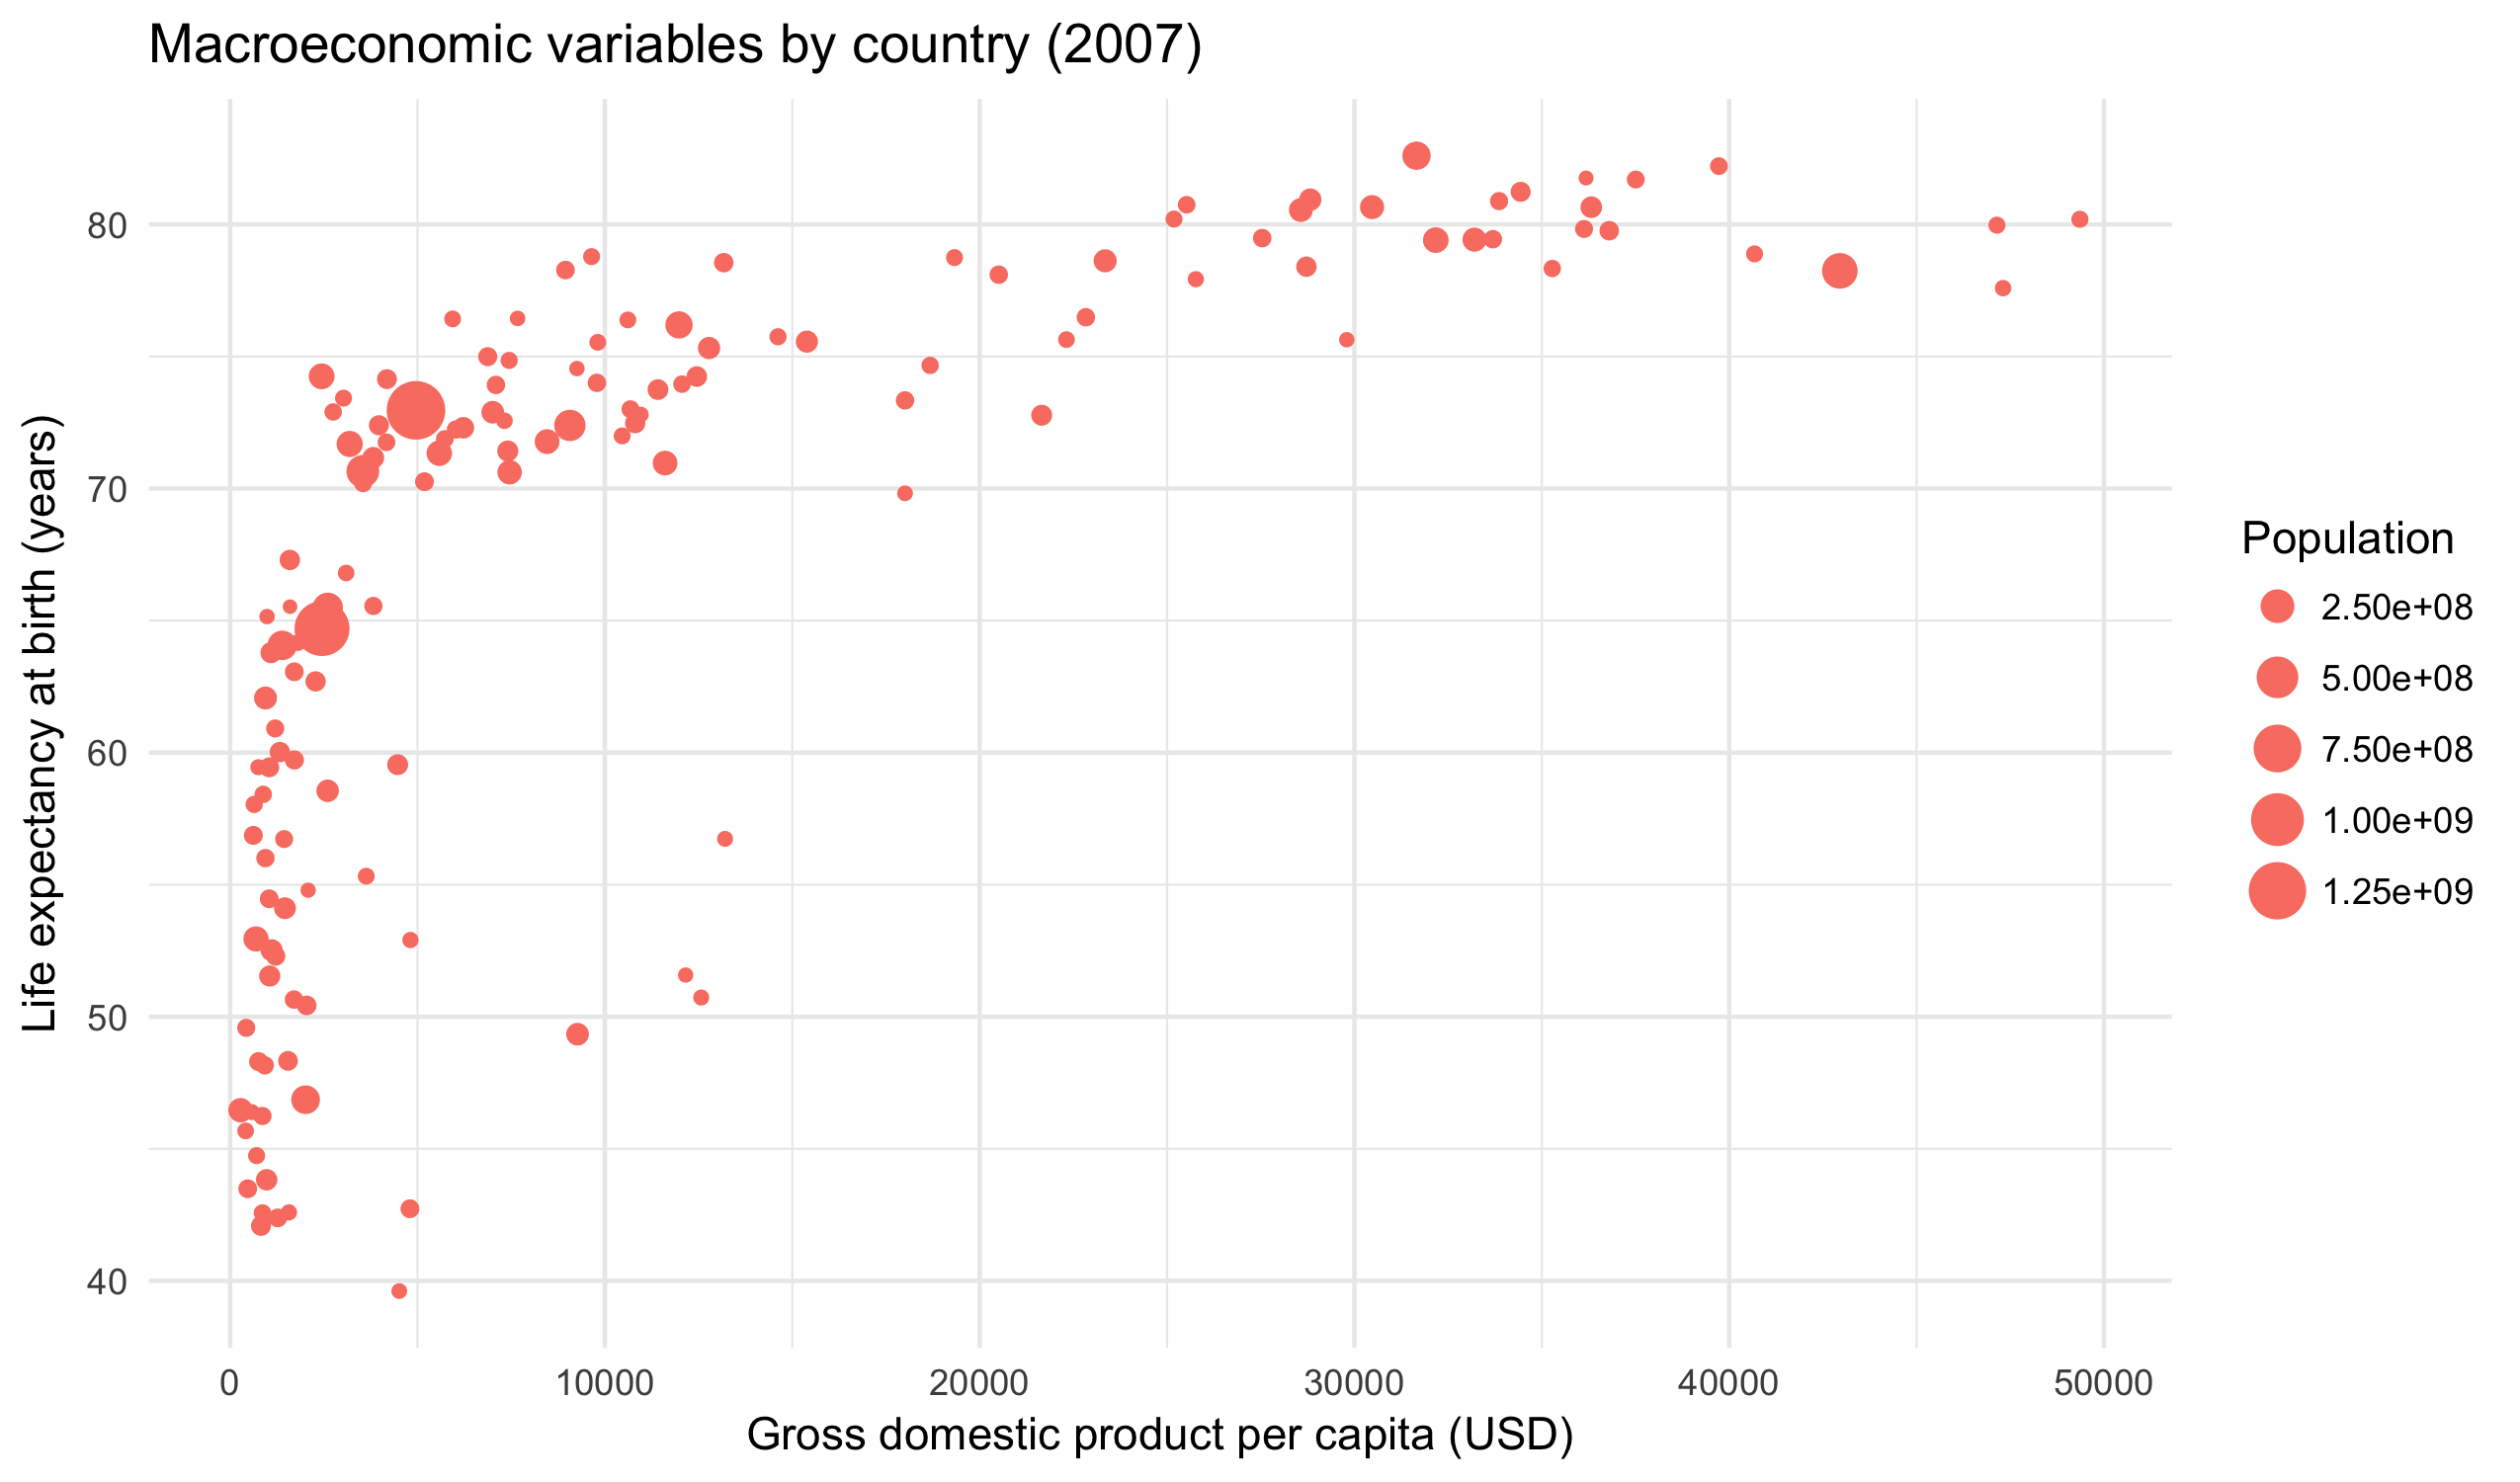 Macroeconomic variables by country (2007)
Life expectancy at birth (years)
80
70
60
50
40
0 10000 20000 30000 40000 50000
Gross domestic product per capita (USD)
Population
2.50e+08
5.00e+08
7.50e+08
1.00e+09
1.25e+09